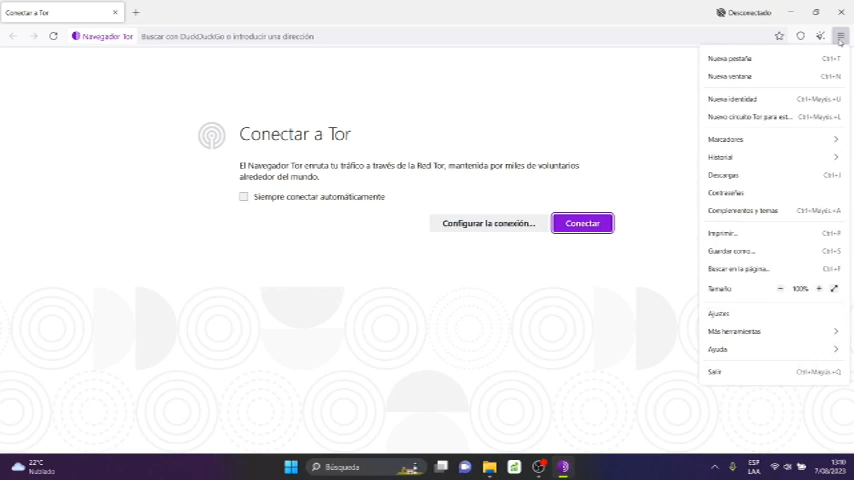 Conectar a Tor
Desconectado
Navegador Tor
Buscar con DuckDuckGo o introducir una dirección
Nueva pestaña Ctrl+T
Nueva ventana Ctrl+N
Nueva identidad Ctrl+Mayús.+U
Nuevo circuito Tor para est... Ctrl+Mayús.+L
Marcadores
Historial
Descargas Ctrl+J
Contraseñas
Complementos y temas Ctrl+Mayús.+A
Imprimir... Ctrl+P
Guardar como... Ctrl+S
Buscar en la página... Ctrl+F
Tamaño − 100% +
Ajustes
Más herramientas
Ayuda
Salir Ctrl+Mayús.+Q
Conectar a Tor
El Navegador Tor enruta tu tráfico a través de la Red Tor, mantenida por miles de voluntarios
alrededor del mundo.
Siempre conectar automáticamente
Configurar la conexión...
Conectar
22°C
Nublado
Búsqueda
ESP
LAA
13:10
7/08/2023